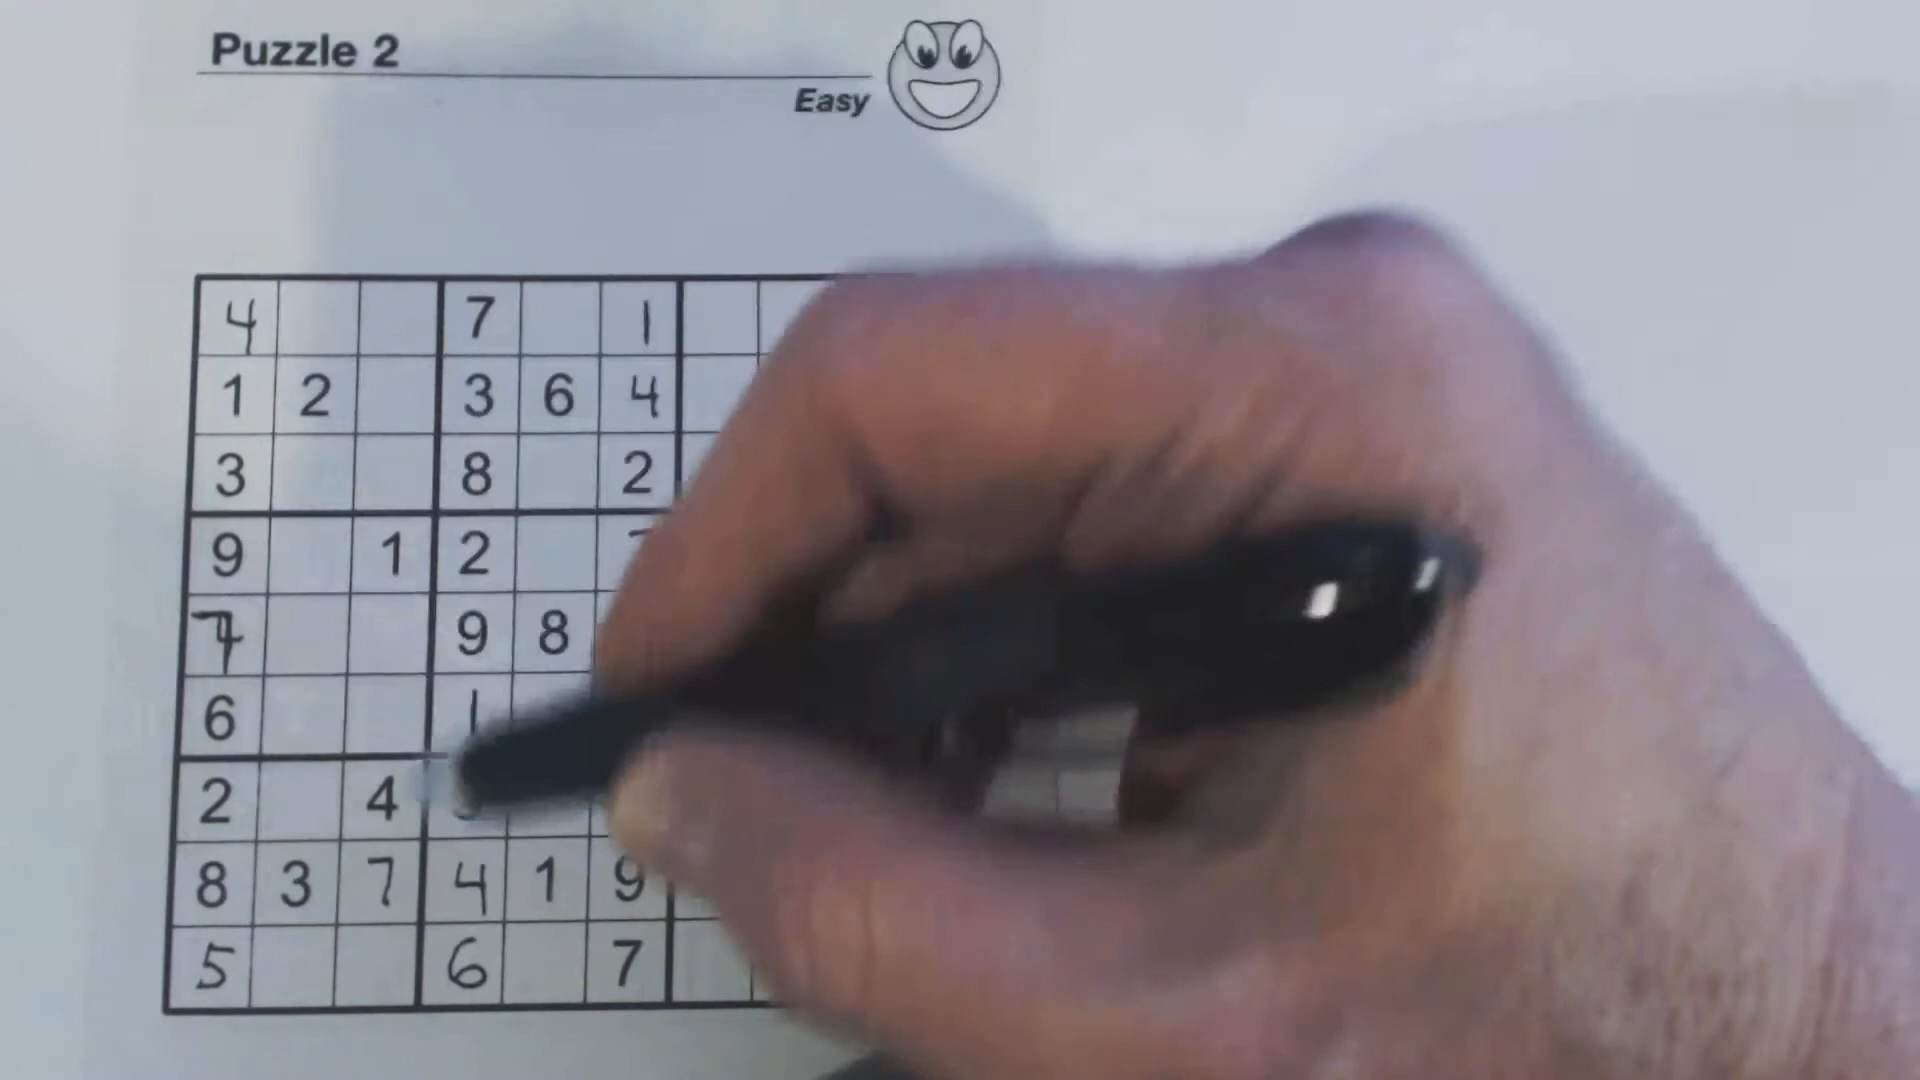 Puzzle 2
Easy
4 7 1
1 2 3 6 4
3 8 2
9 1 2
7 9 8
6 1
2 4
8 3 7 4 1 9
5 6 7